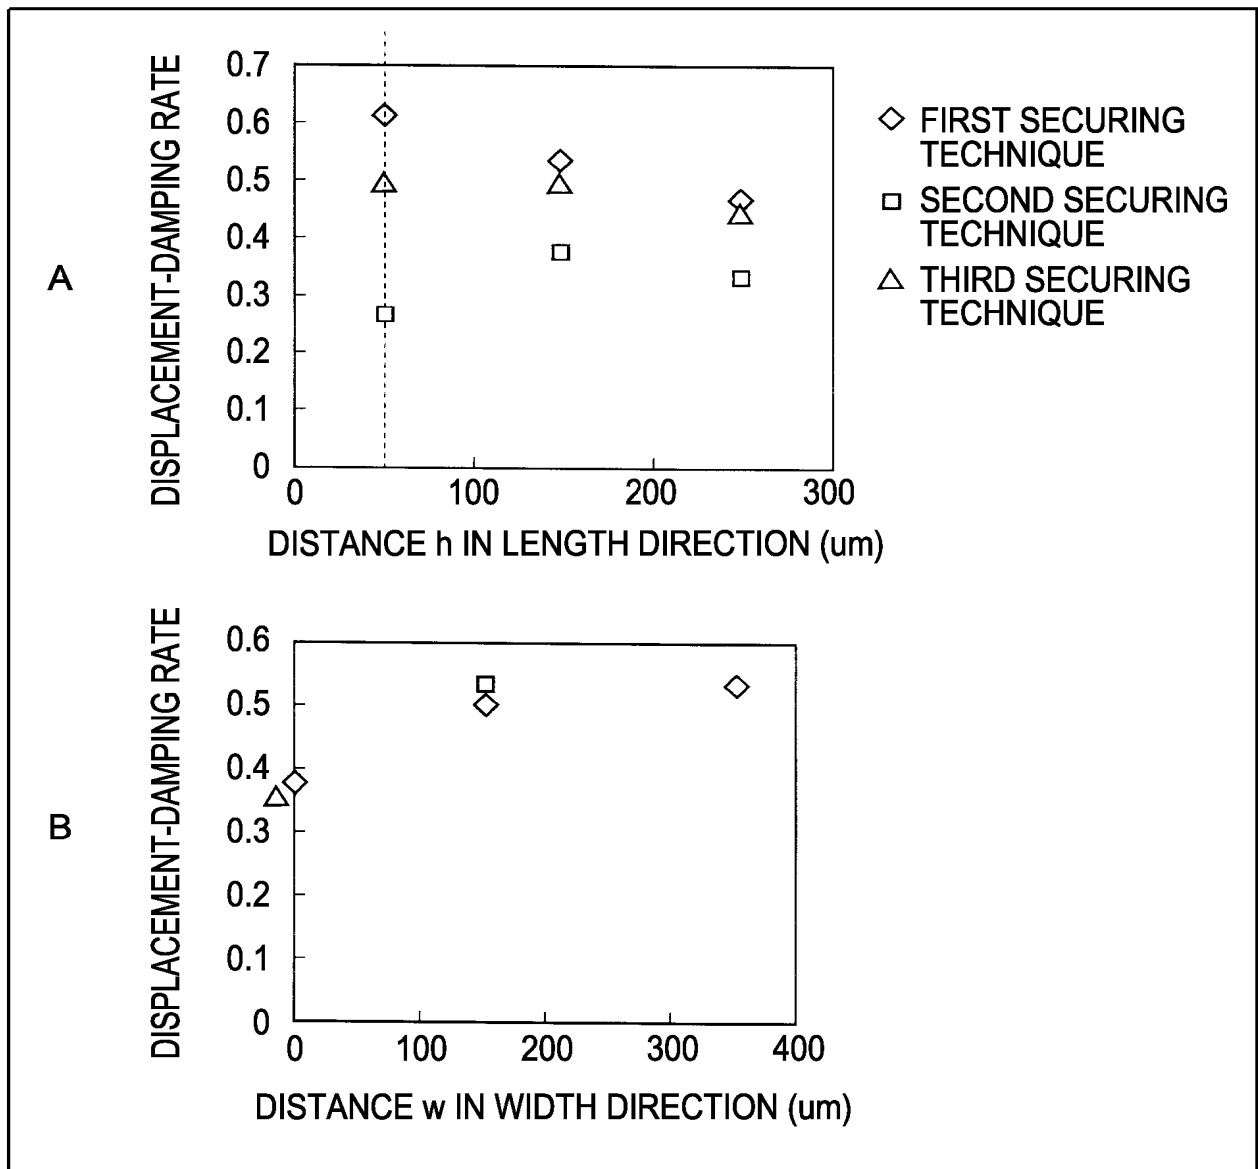 A
DISPLACEMENT-DAMPING RATE
0.7
0.6
0.5
0.4
0.3
0.2
0.1
0
0 100 200 300
DISTANCE h IN LENGTH DIRECTION (um)
FIRST SECURING
TECHNIQUE
SECOND SECURING
TECHNIQUE
THIRD SECURING
TECHNIQUE
B
DISPLACEMENT-DAMPING RATE
0.6
0.5
0.4
0.3
0.2
0.1
0
0 100 200 300 400
DISTANCE w IN WIDTH DIRECTION (um)